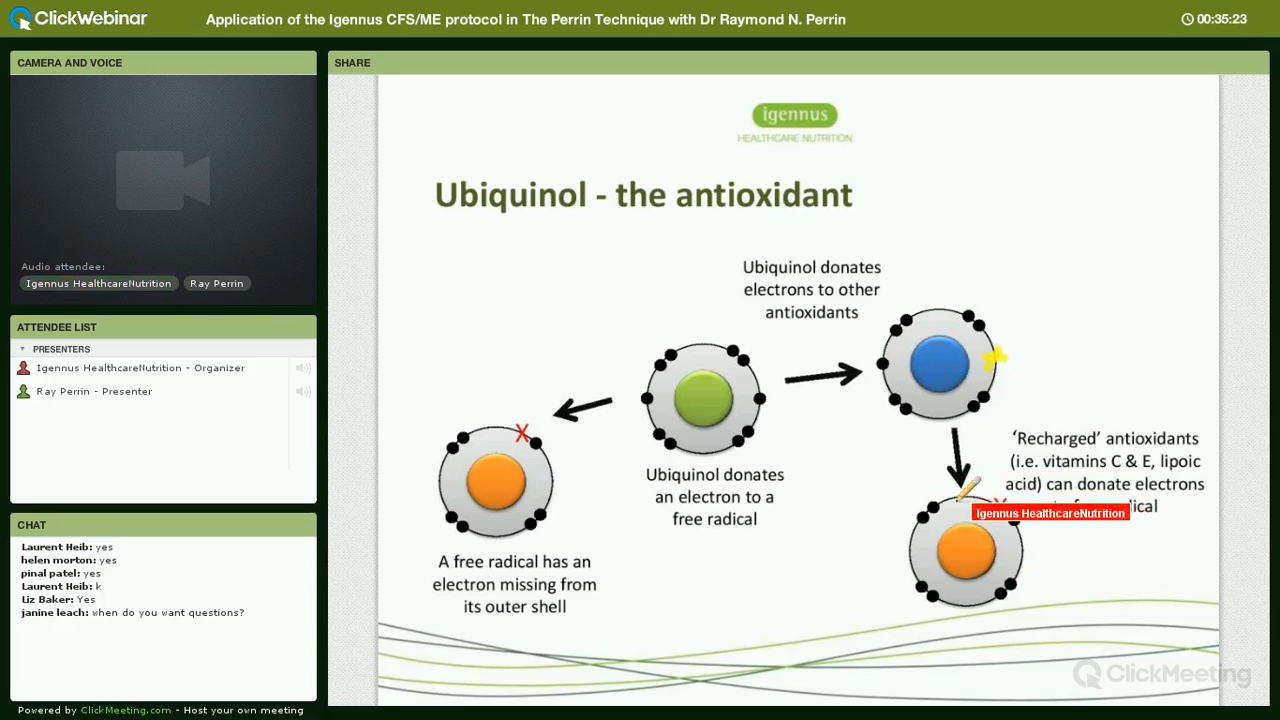 ClickWebinar
Application of the Igennus CFS/ME protocol in The Perrin Technique with Dr Raymond N. Perrin
00:35:23
CAMERA AND VOICE
Audio attendee:
Igennus HealthcareNutrition
Ray Perrin
ATTENDEE LIST
PRESENTERS
Igennus HealthcareNutrition - Organizer
Ray Perrin - Presenter
CHAT
Laurent Heib: yes
helen morton: yes
pinal patel: yes
Laurent Heib: k
Liz Baker: Yes
janine leach: when do you want questions?
Powered by ClickMeeting.com - Host your own meeting
SHARE
igennus
HEALTHCARE NUTRITION
Ubiquinol - the antioxidant
Ubiquinol donates
electrons to other
antioxidants
X
Ubiquinol donates
an electron to a
free radical
A free radical has an
electron missing from
its outer shell
‘Recharged’ antioxidants
(i.e. vitamins C & E, lipoic
acid) can donate electrons
Igennus HealthcareNutrition
ClickMeeting